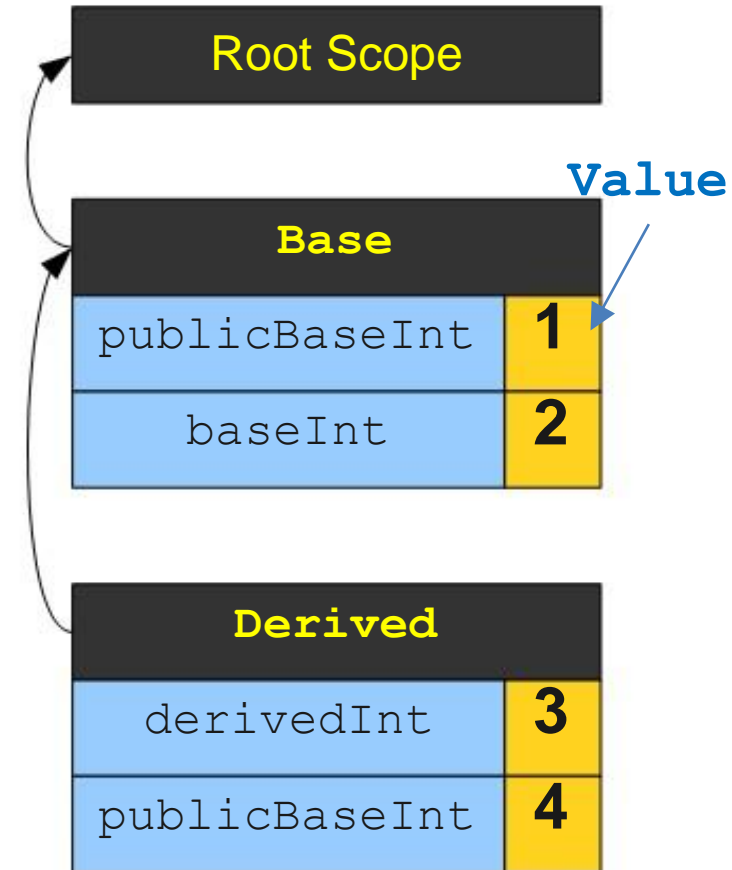 Root Scope
Value
Base
publicBaseInt 1
baseInt 2
Derived
derivedInt 3
publicBaseInt 4